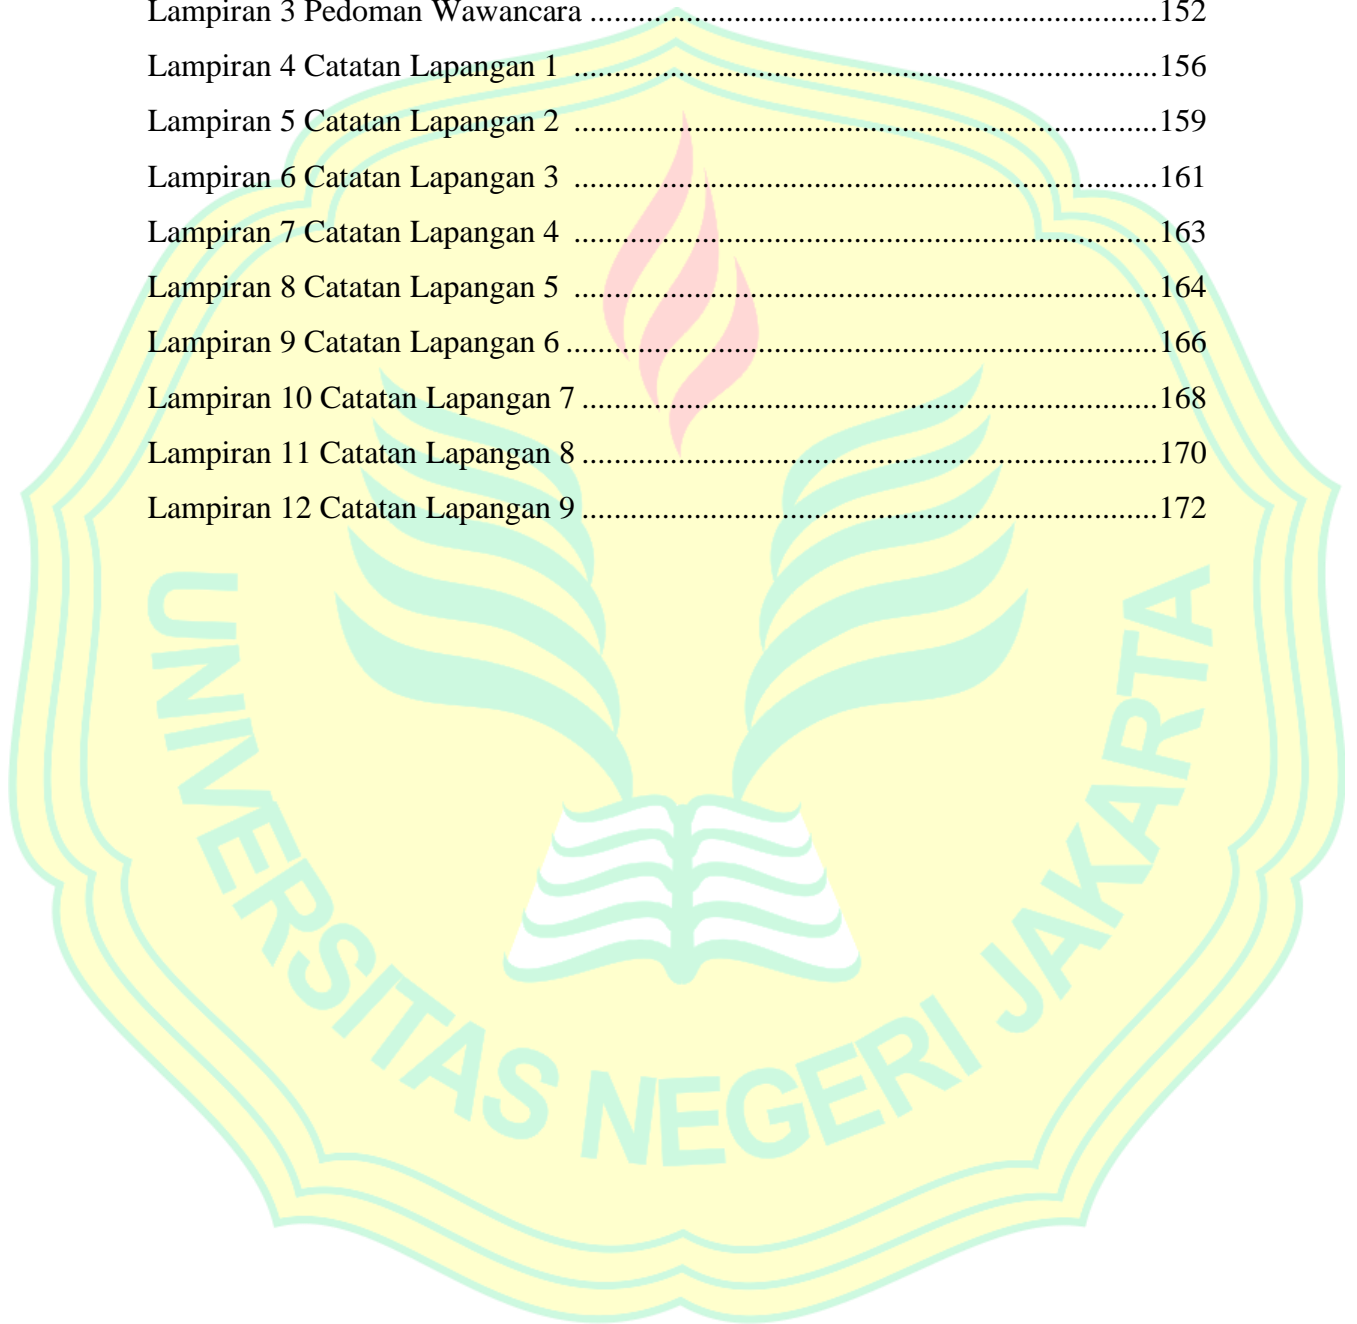 Lampiran 3 Pedoman Wawancara ......................................................................152
Lampiran 4 Catatan Lapangan 1 ........................................................................156
Lampiran 5 Catatan Lapangan 2 ........................................................................159
Lampiran 6 Catatan Lapangan 3 ........................................................................161
Lampiran 7 Catatan Lapangan 4 ........................................................................163
Lampiran 8 Catatan Lapangan 5 ........................................................................164
Lampiran 9 Catatan Lapangan 6 .........................................................................166
Lampiran 10 Catatan Lapangan 7 .......................................................................168
Lampiran 11 Catatan Lapangan 8 .......................................................................170
Lampiran 12 Catatan Lapangan 9 .......................................................................172
UNIVERSITAS NEGERI JAKARTA